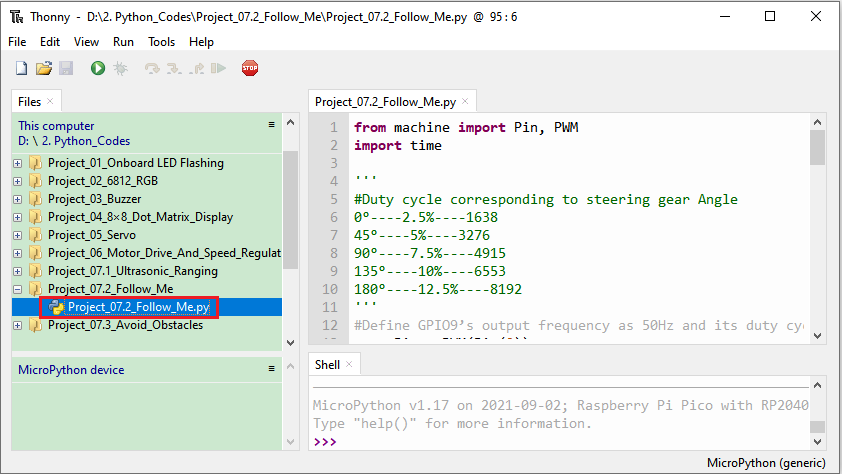 Thonny - D:\2. Python_Codes\Project_07.2_Follow_Me\Project_07.2_Follow_Me.py @ 95:6
File Edit View Run Tools Help
STOP
Files
This computer
D: \ 2. Python_Codes
Project_01_Onboard LED Flashing
Project_02_6812_RGB
Project_03_Buzzer
Project_04_8×8_Dot_Matrix_Display
Project_05_Servo
Project_06_Motor_Drive_And_Speed_Regulat
Project_07.1_Ultrasonic_Ranging
Project_07.2_Follow_Me
Project_07.2_Follow_Me.py
Project_07.3_Avoid_Obstacles
MicroPython device
Project_07.2_Follow_Me.py
1 from machine import Pin, PWM
2 import time
3
4 '''
5 #Duty cycle corresponding to steering gear Angle
6 0°----2.5%----1638
7 45°----5%----3276
8 90°----7.5%----4915
9 135°----10%----6553
10 180°----12.5%----8192
11 '''
12 #Define GPIO9’s output frequency as 50Hz and its duty cyc
Shell
MicroPython v1.17 on 2021-09-02; Raspberry Pi Pico with RP2040
Type "help()" for more information.
>>>
MicroPython (generic)